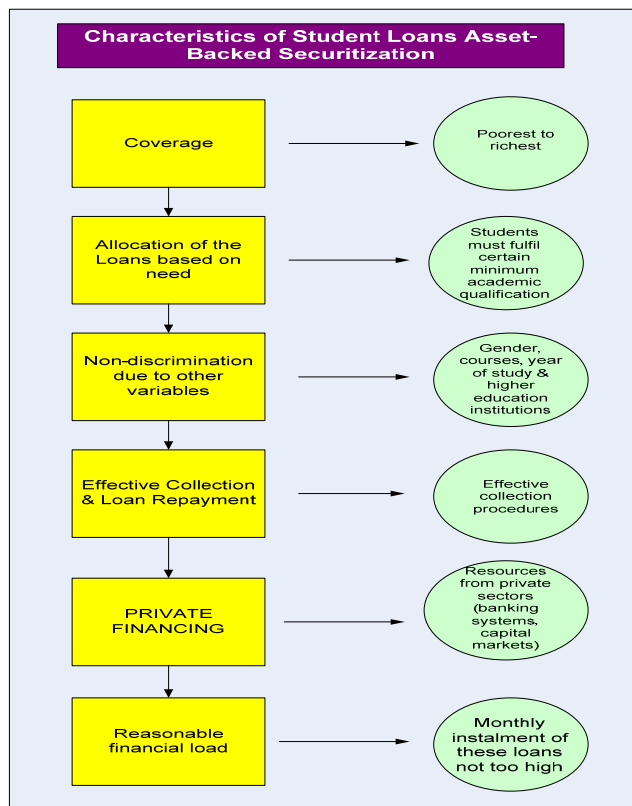 Characteristics of Student Loans Asset-
Backed Securitization
Coverage
Poorest to
richest
Allocation of the
Loans based on
need
Students
must fulfil
certain
minimum
academic
qualification
Non-discrimination
due to other
variables
Gender,
courses, year
of study &
higher
education
institutions
Effective Collection
& Loan Repayment
Effective
collection
procedures
PRIVATE
FINANCING
Resources
from private
sectors
(banking
systems,
capital
markets)
Reasonable
financial load
Monthly
instalment of
these loans
not too high